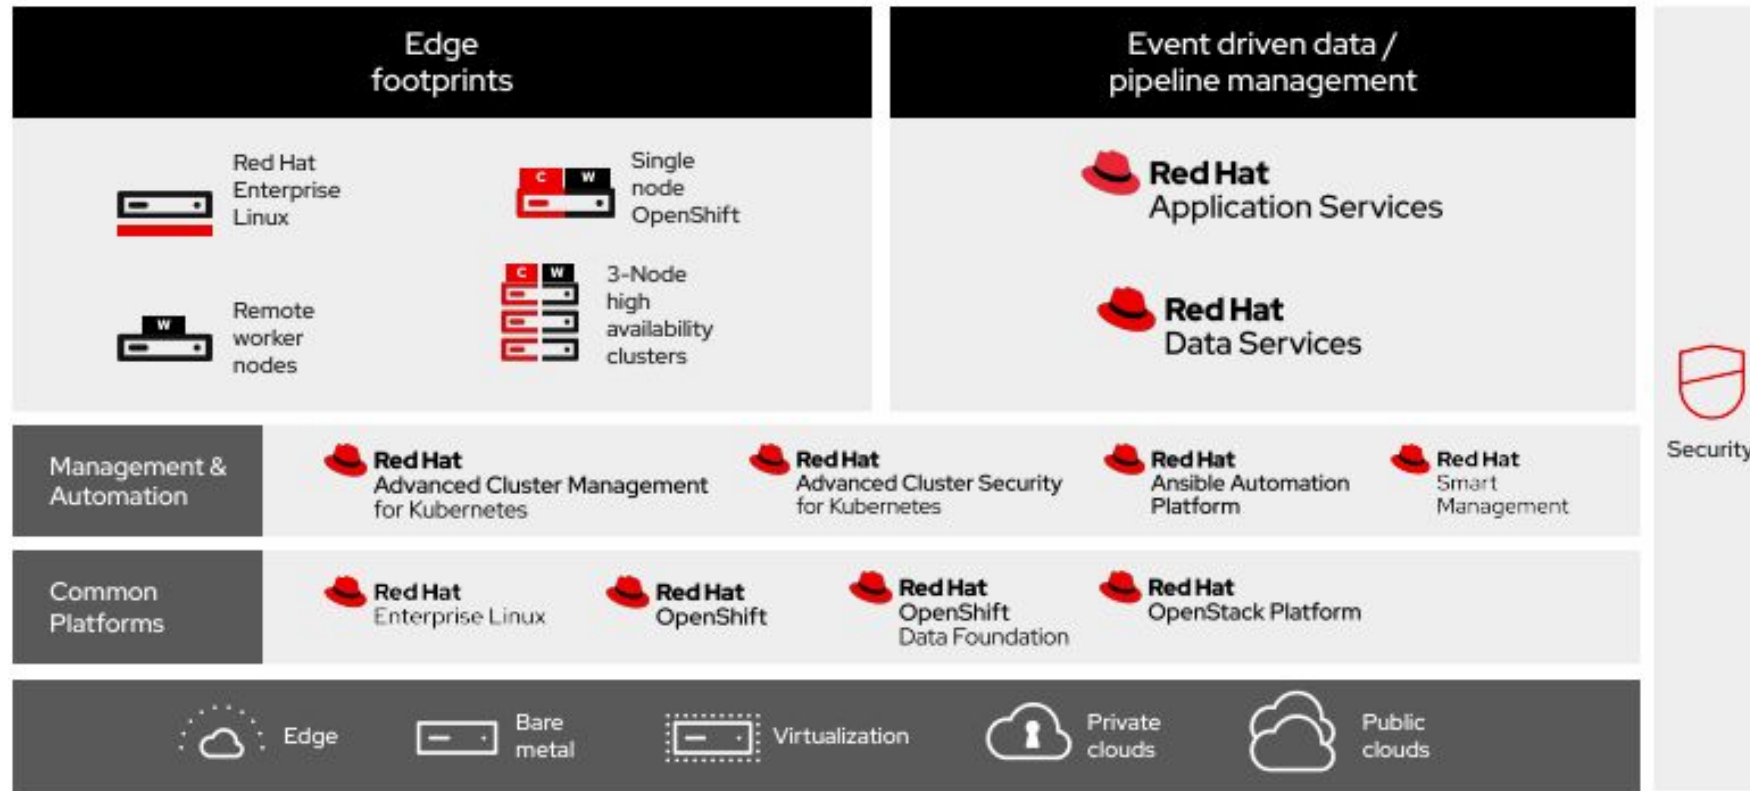 Edge
footprints
Event driven data /
pipeline management
Red Hat
Enterprise
Linux
C W
Single
node
OpenShift
W
Remote
worker
nodes
C W
3-Node
high
availability
clusters
Red Hat
Application Services
Red Hat
Data Services
Security
Management &
Automation
Red Hat
Advanced Cluster Management
for Kubernetes
Red Hat
Advanced Cluster Security
for Kubernetes
Red Hat
Ansible Automation
Platform
Red Hat
Smart
Management
Common
Platforms
Red Hat
Enterprise Linux
Red Hat
OpenShift
Red Hat
OpenShift
Data Foundation
Red Hat
OpenStack Platform
Edge
Bare
metal
Virtualization
Private
clouds
Public
clouds